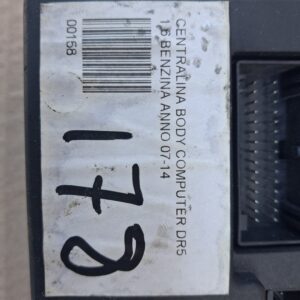 CENTRALINA BODY COMPUTER DR5
1.6 BENZINA ANNO 07-14
00158
178